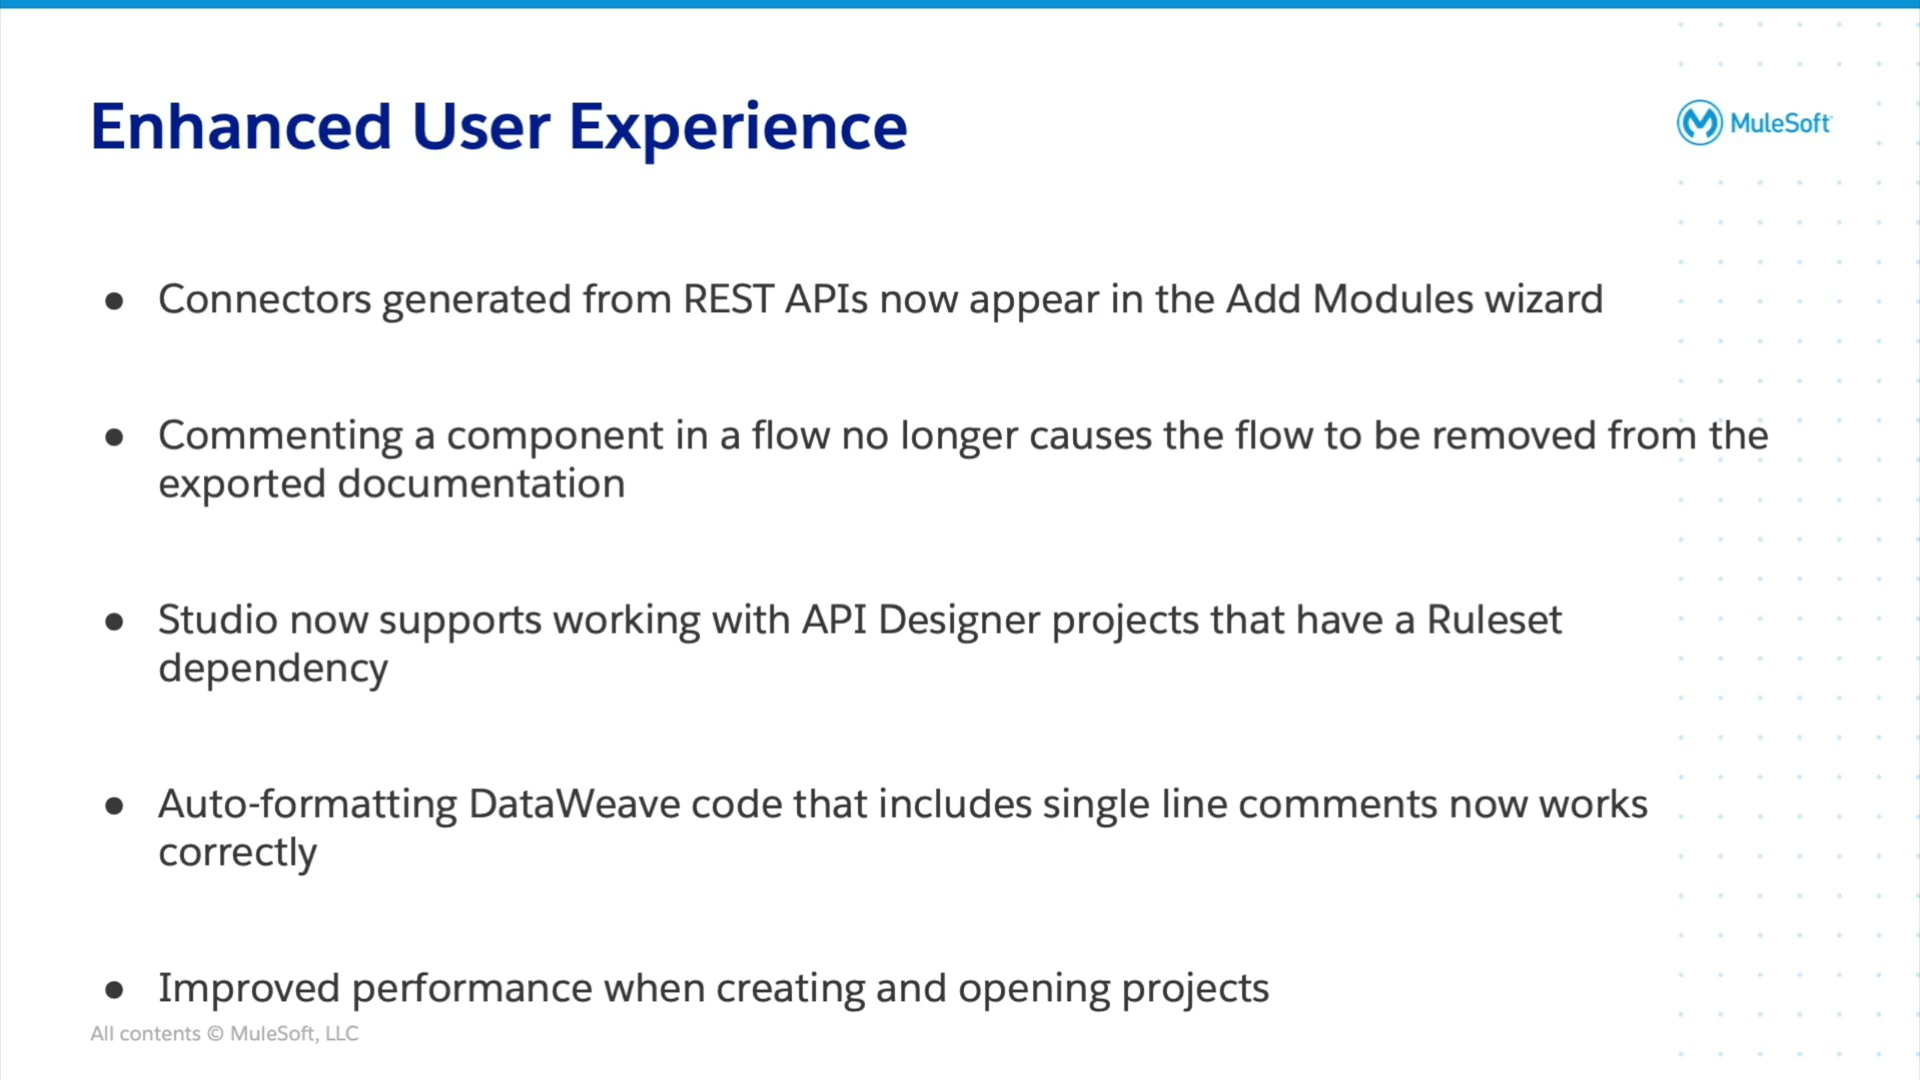 Enhanced User Experience
MuleSoft
● Connectors generated from REST APIs now appear in the Add Modules wizard
● Commenting a component in a flow no longer causes the flow to be removed from the
exported documentation
● Studio now supports working with API Designer projects that have a Ruleset
dependency
● Auto-formatting DataWeave code that includes single line comments now works
correctly
● Improved performance when creating and opening projects
All contents © MuleSoft, LLC